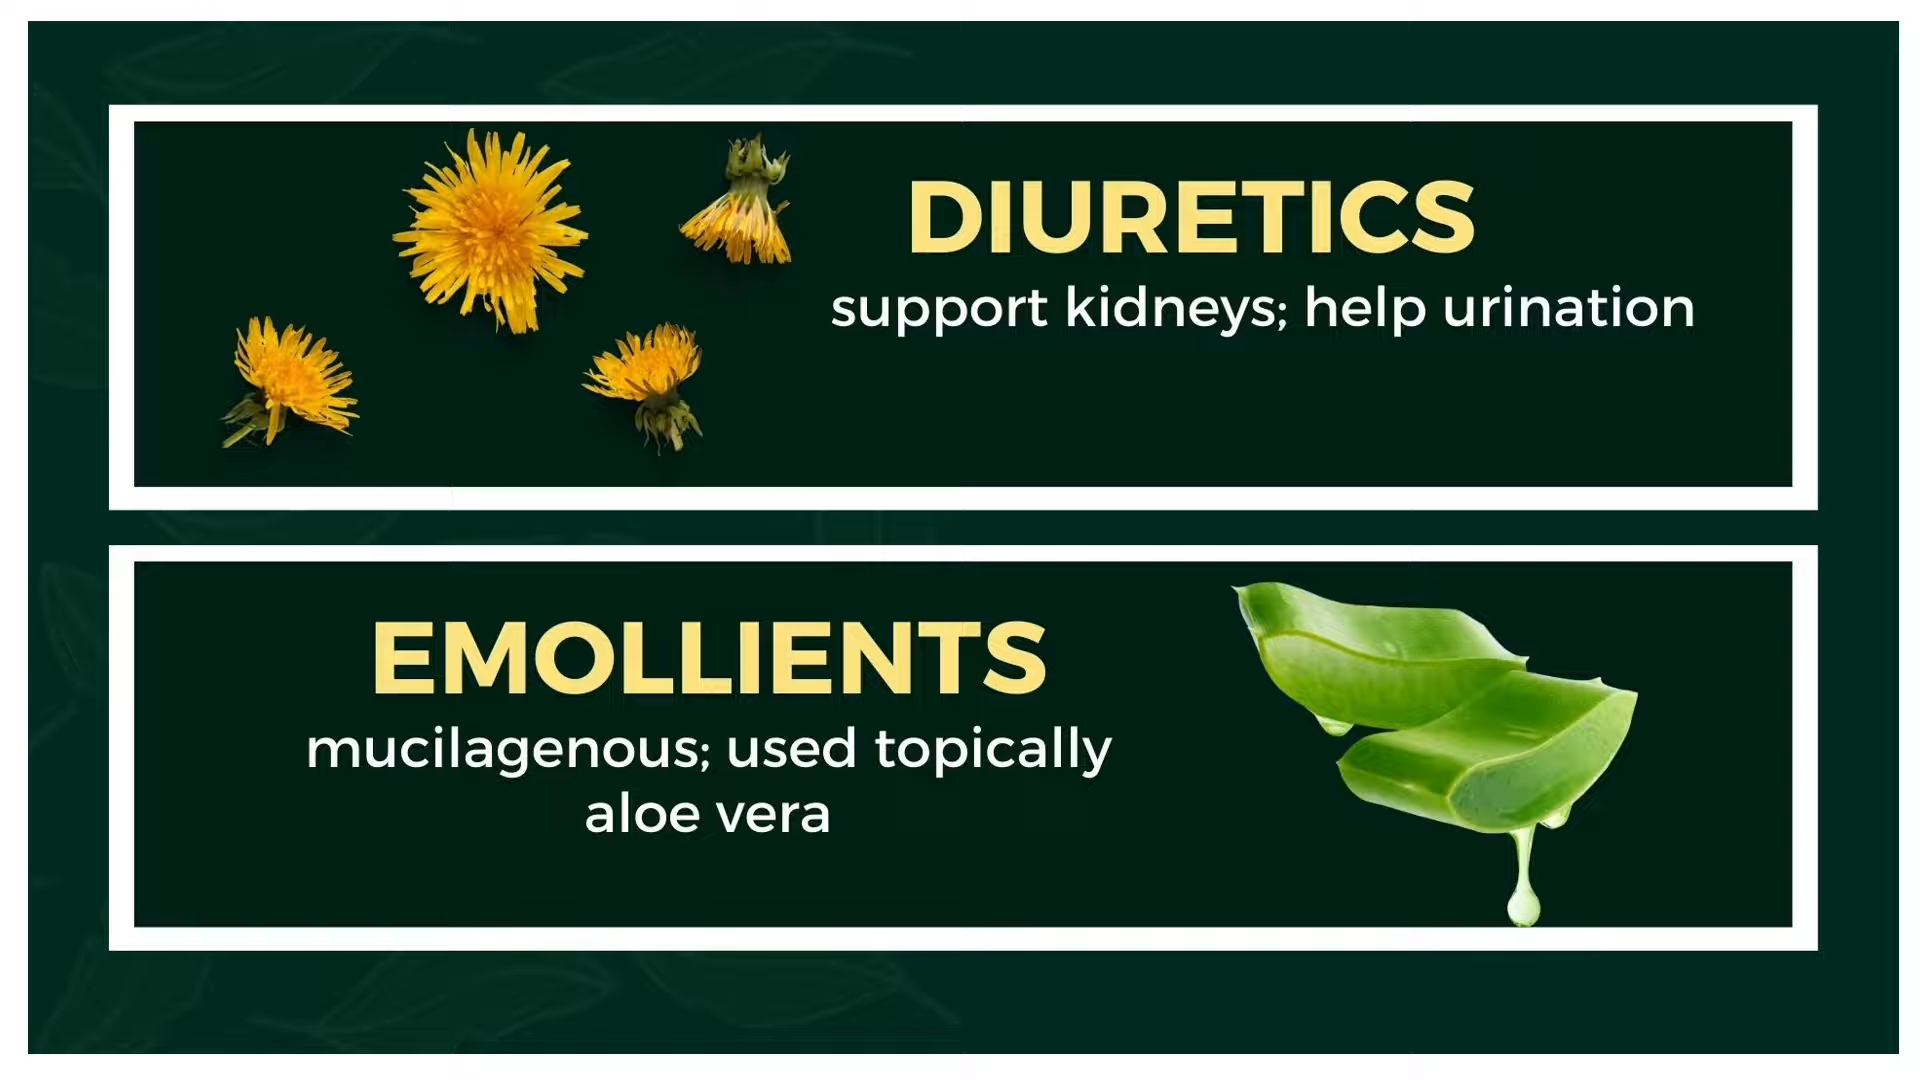 DIURETICS
support kidneys; help urination
EMOLLIENTS
mucilagenous; used topically
aloe vera